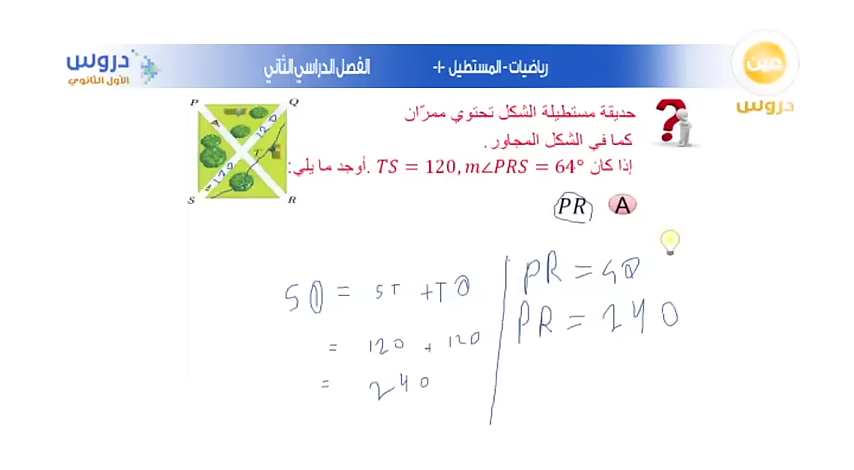 دروس
الأول الثانوي
الفصل الدراسي الثاني
رياضيات - المستطيل -1-
عين
دروس
حديقة مستطيلة الشكل تحتوي ممرّان
كما في الشكل المجاور.
إذا كان TS = 120, m∠PRS = 64° .أوجد ما يلي:
P Q
120
T
120
S R
PR A
SQ = ST + TQ
= 120 + 120
= 240
PR = SQ
PR = 240